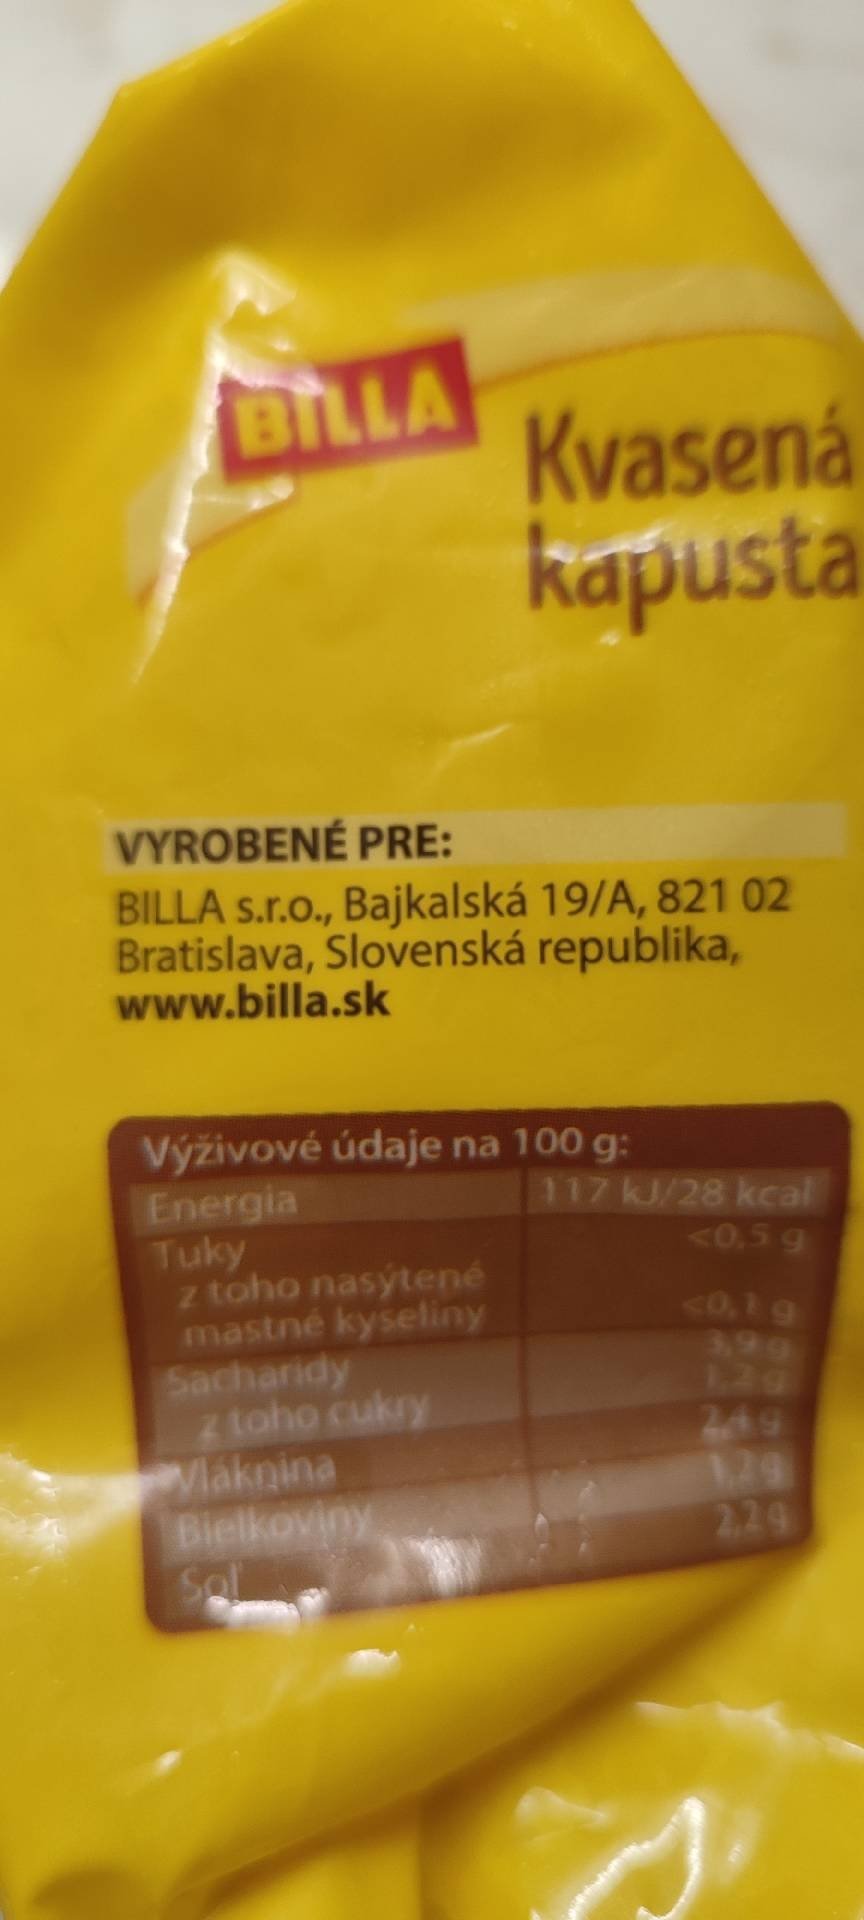 BILLA
Kvasená
kapusta
VYROBENÉ PRE:
BILLA s.r.o., Bajkalská 19/A, 821 02
Bratislava, Slovenská republika,
www.billa.sk
Výživové údaje na 100 g:
Energia 117 kJ/28 kcal
Tuky <0,5 g
z toho nasýtené
mastné kyseliny <0,1 g
Sacharidy 3,9 g
z toho cukry 1,2 g
Vláknina 2,4 g
Bielkoviny 1,2 g
Soľ 2,2 g